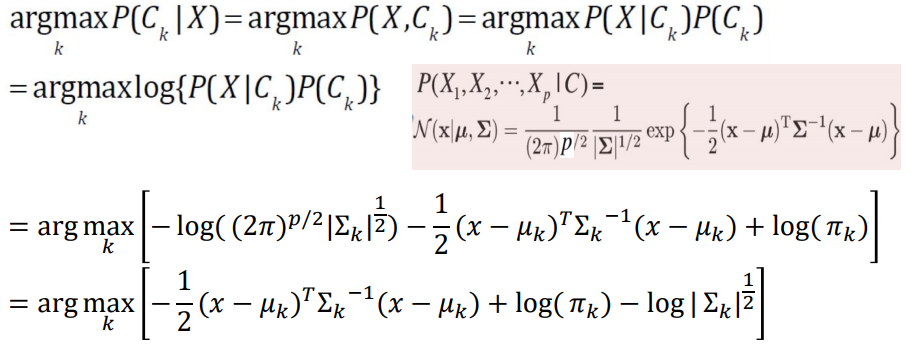 argmax P(C_k|X) = argmax P(X,C_k) = argmax P(X|C_k)P(C_k)
k k k
= argmax log{P(X|C_k)P(C_k)}
k
P(X_1,X_2,⋯,X_p|C) =
𝒩(x|μ,Σ) = 1/(2π)^{p/2} 1/|Σ|^{1/2} exp{−1/2(x − μ)^T Σ^{−1}(x − μ)}
= arg max_k [−log((2π)^{p/2}|Σ_k|^{1/2}) − 1/2(x − μ_k)^T Σ_k^{−1}(x − μ_k) + log(π_k)]
= arg max_k [−1/2(x − μ_k)^T Σ_k^{−1}(x − μ_k) + log(π_k) − log|Σ_k|^{1/2}]